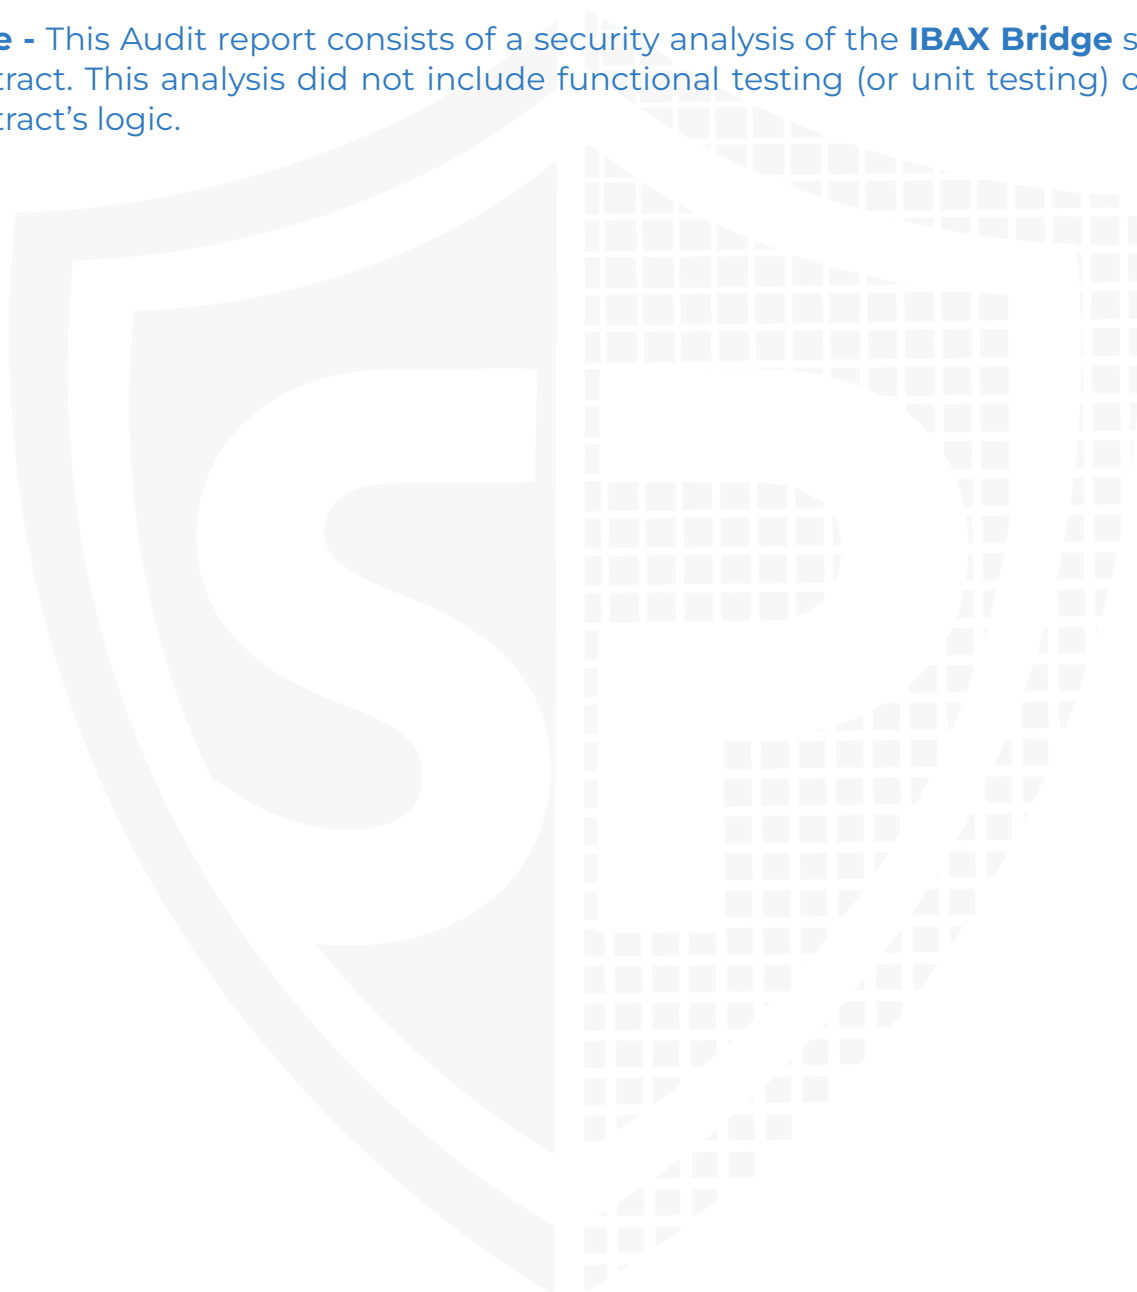 e - This Audit report consists of a security analysis of the IBAX Bridge s
tract. This analysis did not include functional testing (or unit testing) o
tract’s logic.
SP